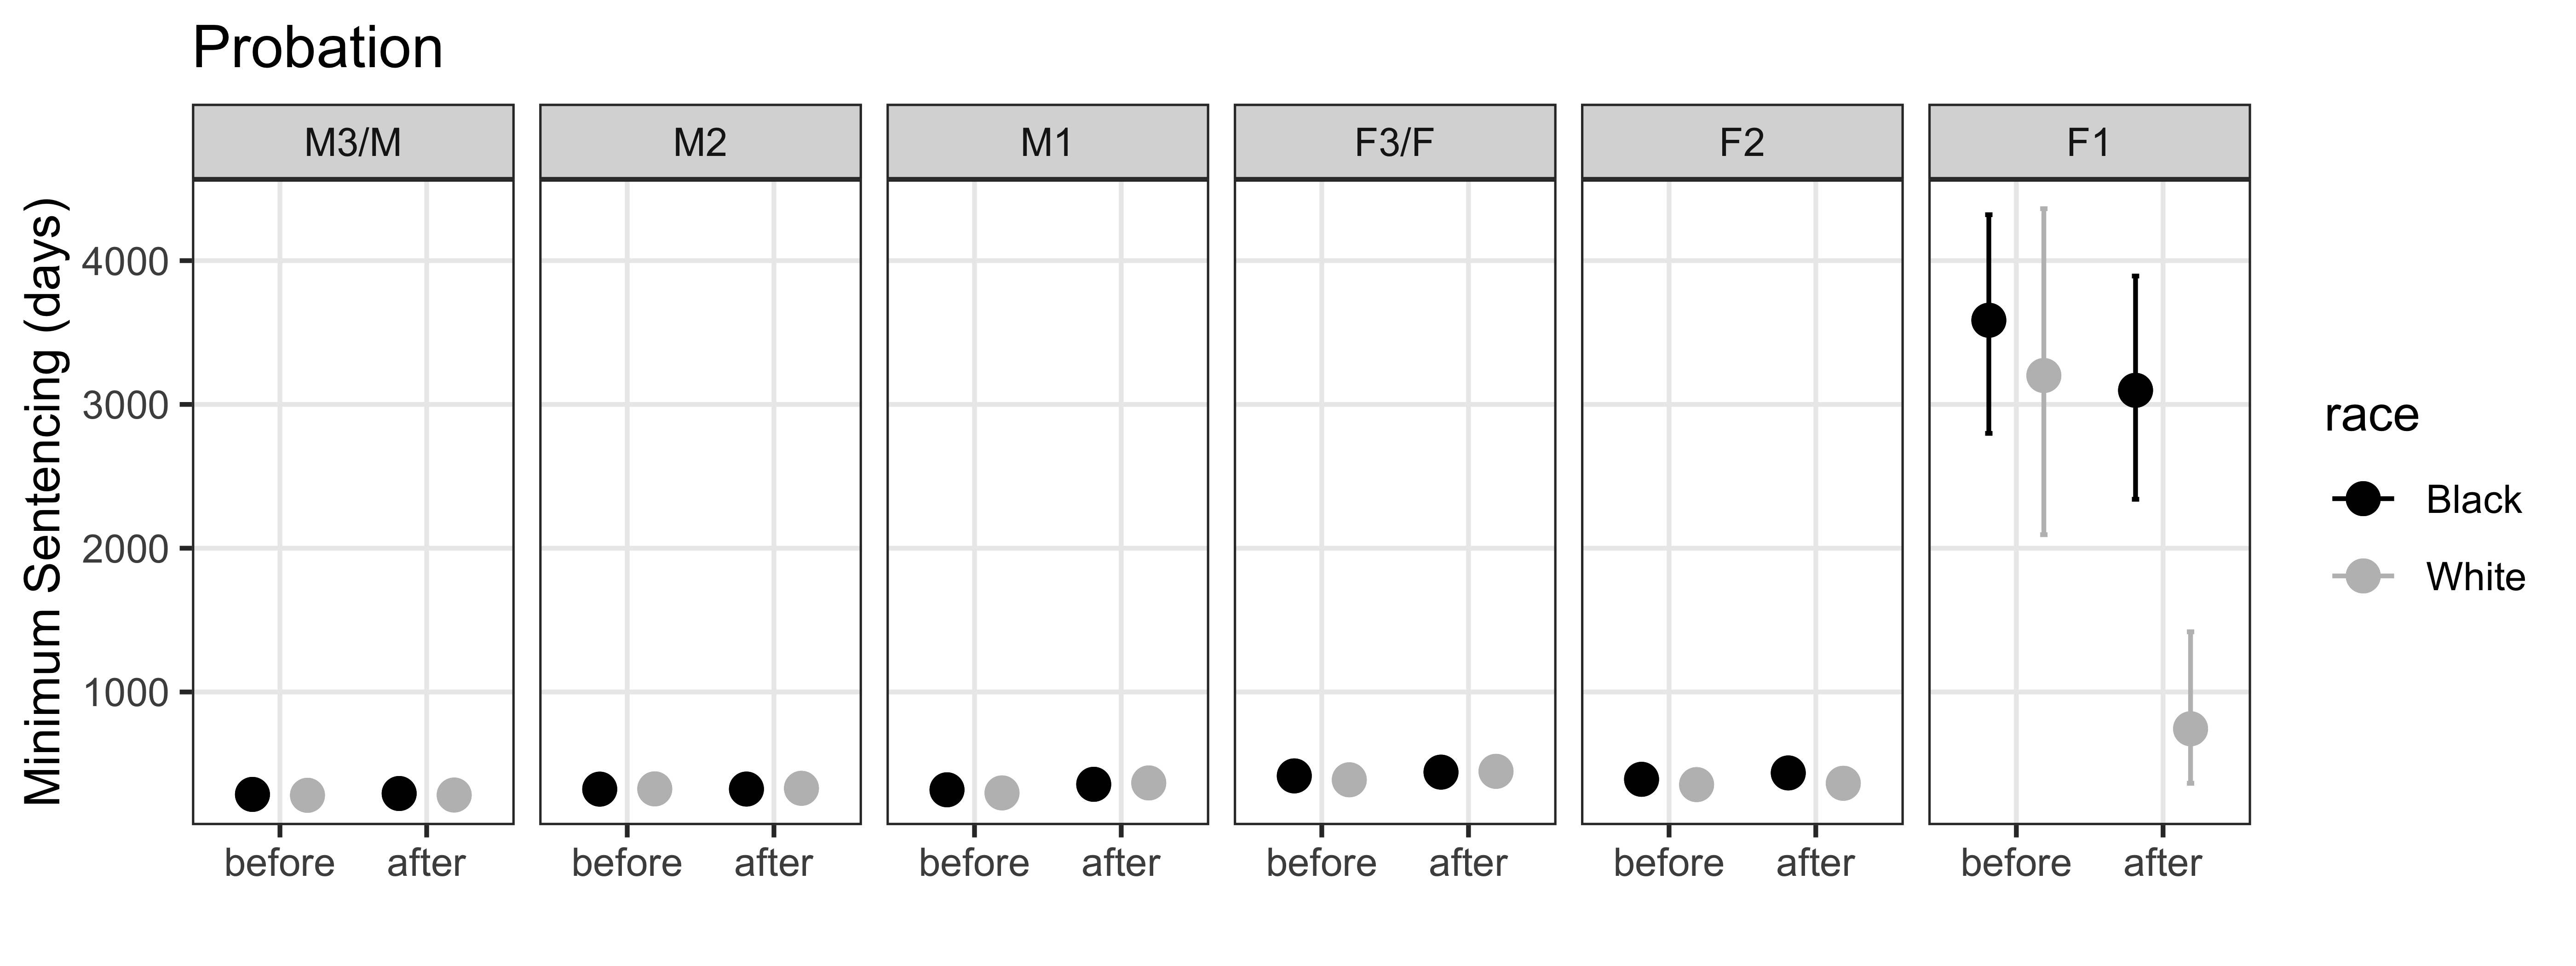 Probation
M3/M M2 M1 F3/F F2 F1
Minimum Sentencing (days)
4000
3000
2000
1000
before after before after before after before after before after before after
race
Black
White